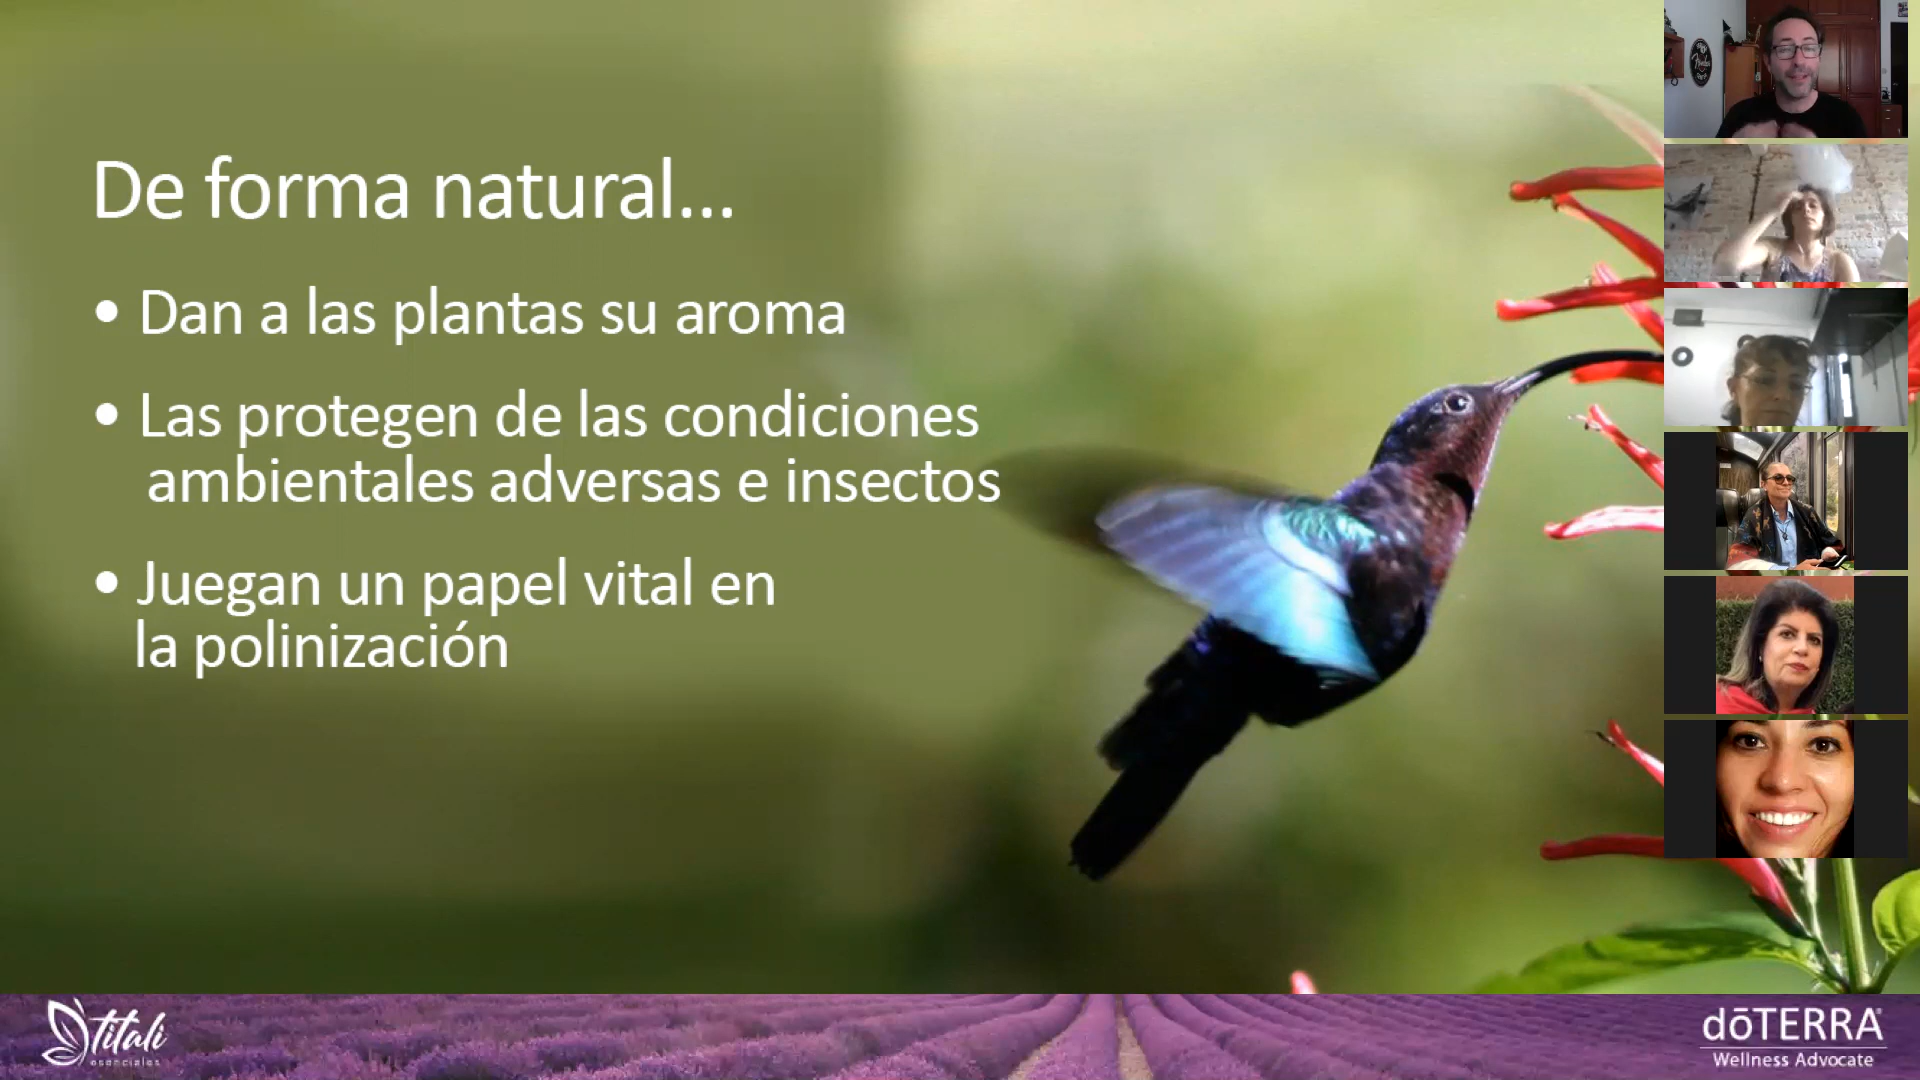 De forma natural...
• Dan a las plantas su aroma
• Las protegen de las condiciones
ambientales adversas e insectos
• Juegan un papel vital en
la polinización
titali
esenciales
dōTERRA
Wellness Advocate